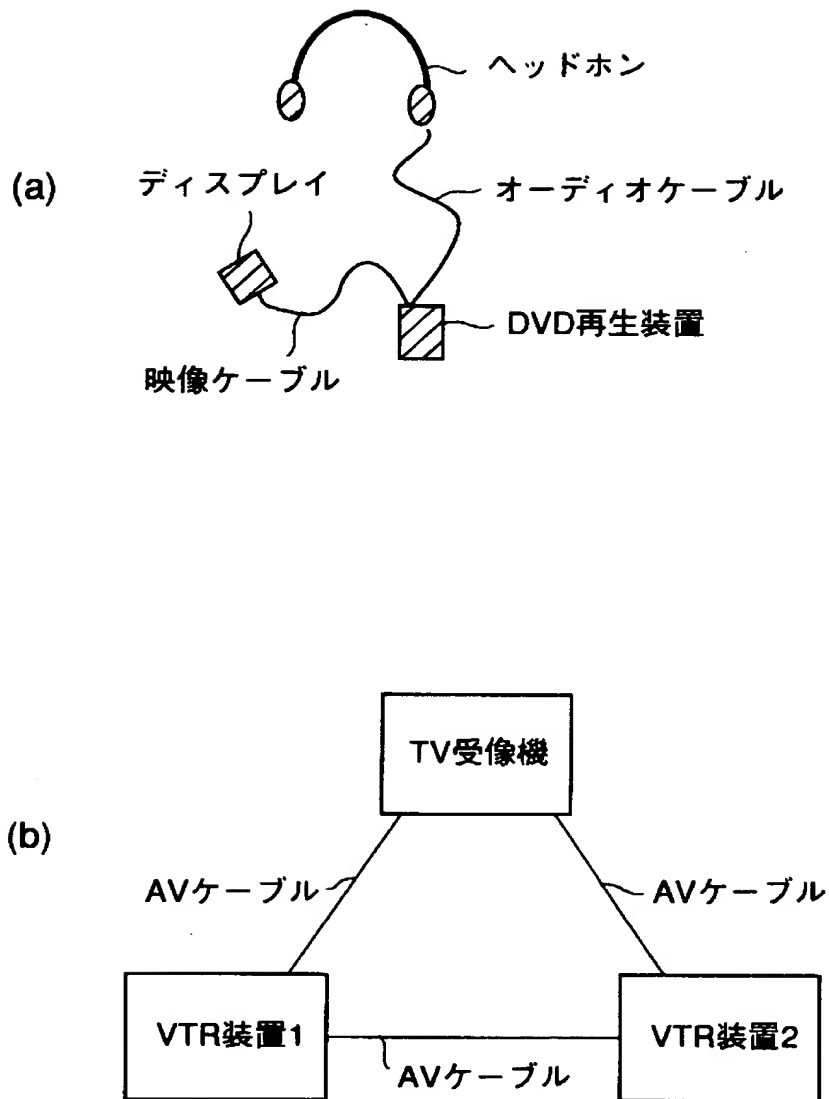 ヘッドホン
(a)
ディスプレイ
オーディオケーブル
DVD再生装置
映像ケーブル
TV受像機
(b)
AVケーブル
AVケーブル
VTR装置1
VTR装置2
AVケーブル